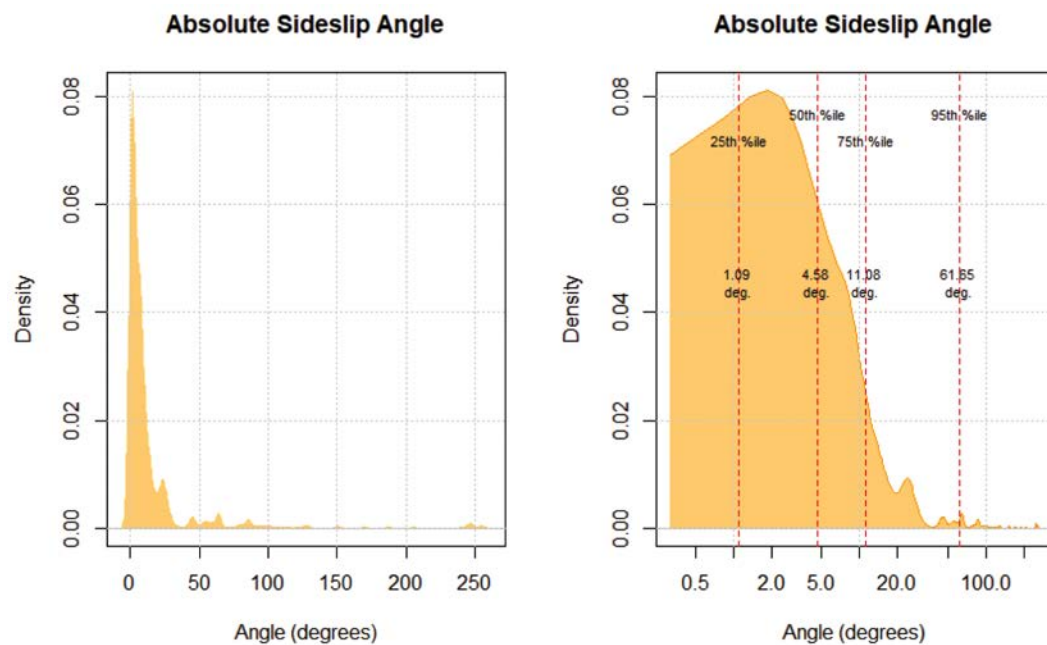 Absolute Sideslip Angle
Density
0.00
0.02
0.04
0.06
0.08
0
50
100
150
200
250
Angle (degrees)
Absolute Sideslip Angle
Density
0.00
0.02
0.04
0.06
0.08
50th %ile
95th %ile
25th %ile
75th %ile
1.09
deg.
4.58
deg.
11.08
deg.
61.65
deg.
0.5
2.0
5.0
20.0
100.0
Angle (degrees)